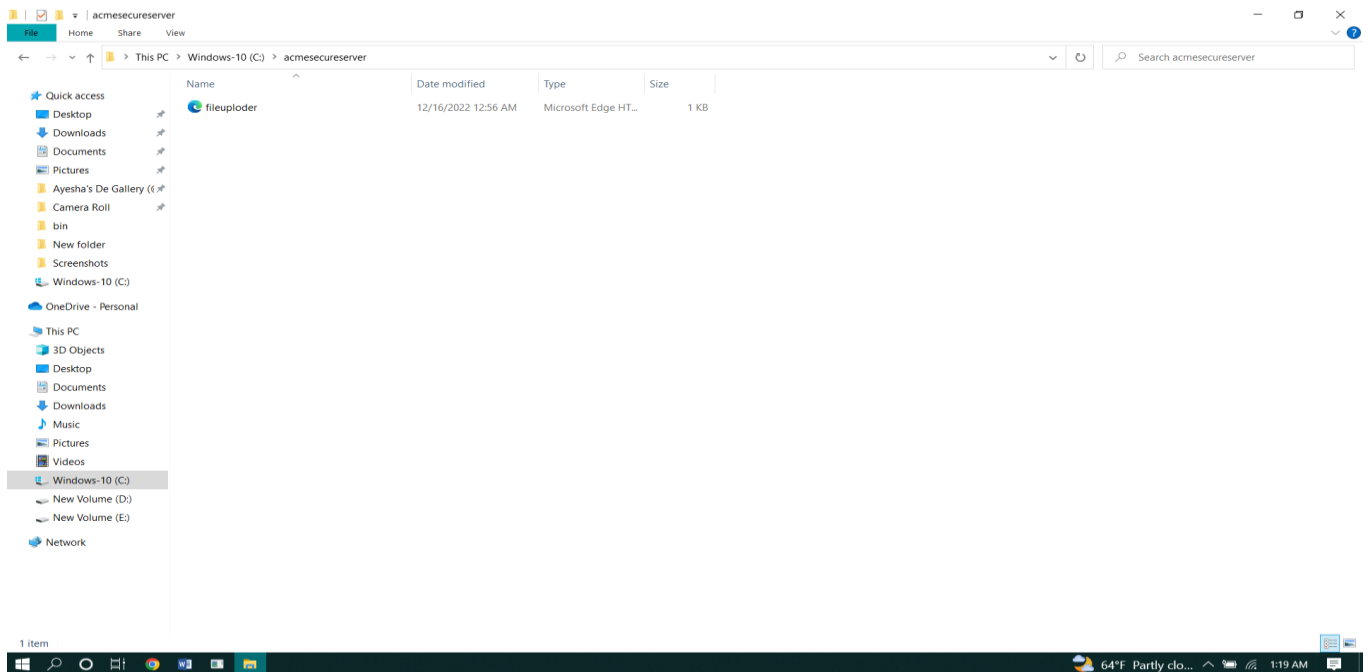 acmesecureserver
File Home Share View
This PC > Windows-10 (C:) > acmesecureserver
Search acmesecureserver
Name Date modified Type Size
fileuploder 12/16/2022 12:56 AM Microsoft Edge HT... 1 KB
Quick access
Desktop
Downloads
Documents
Pictures
Ayesha's De Gallery (
Camera Roll
bin
New folder
Screenshots
Windows-10 (C:)
OneDrive - Personal
This PC
3D Objects
Desktop
Documents
Downloads
Music
Pictures
Videos
Windows-10 (C:)
New Volume (D:)
New Volume (E:)
Network
1 item
64°F Partly clo... 1:19 AM